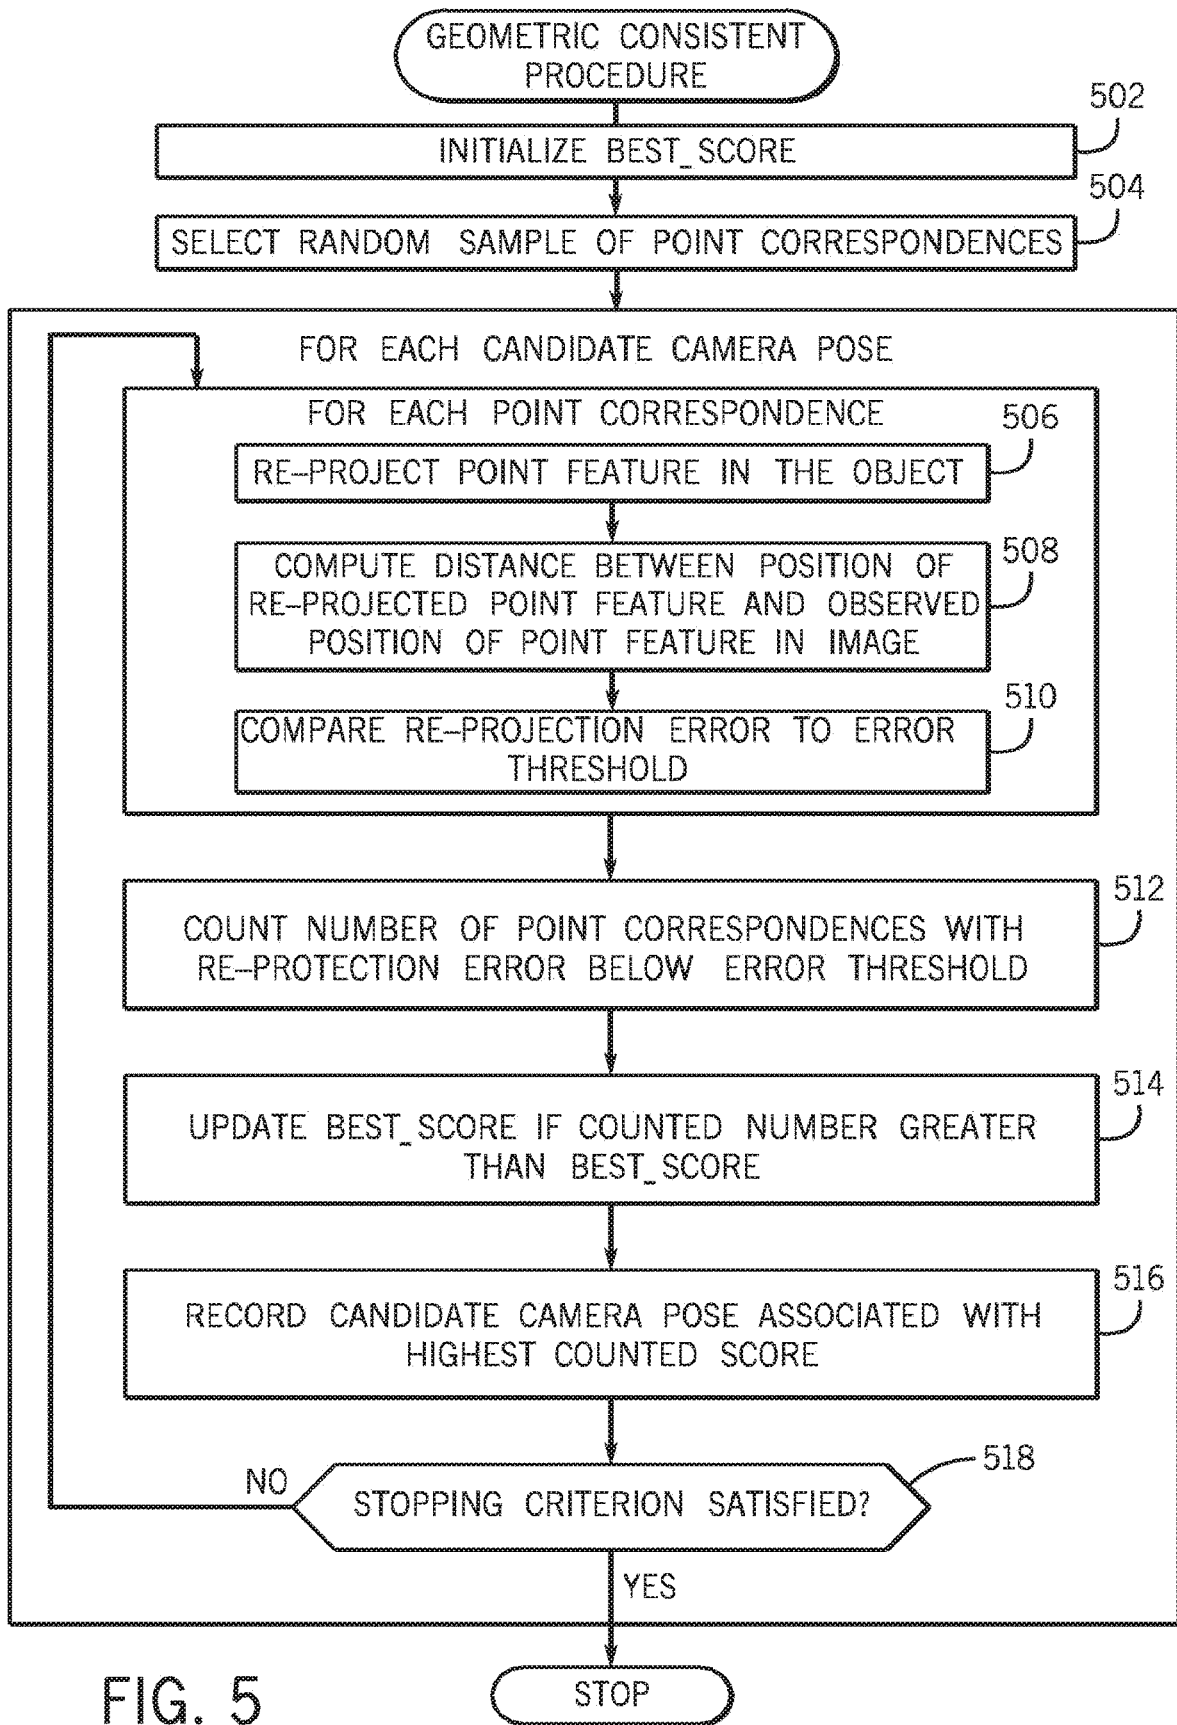 GEOMETRIC CONSISTENT
PROCEDURE
502
INITIALIZE BEST_SCORE
504
SELECT RANDOM SAMPLE OF POINT CORRESPONDENCES
FOR EACH CANDIDATE CAMERA POSE
FOR EACH POINT CORRESPONDENCE
506
RE-PROJECT POINT FEATURE IN THE OBJECT
508
COMPUTE DISTANCE BETWEEN POSITION OF
RE-PROJECTED POINT FEATURE AND OBSERVED
POSITION OF POINT FEATURE IN IMAGE
510
COMPARE RE-PROJECTION ERROR TO ERROR
THRESHOLD
512
COUNT NUMBER OF POINT CORRESPONDENCES WITH
RE-PROTECTION ERROR BELOW ERROR THRESHOLD
514
UPDATE BEST_SCORE IF COUNTED NUMBER GREATER
THAN BEST_SCORE
516
RECORD CANDIDATE CAMERA POSE ASSOCIATED WITH
HIGHEST COUNTED SCORE
518
NO
STOPPING CRITERION SATISFIED?
YES
STOP
FIG. 5